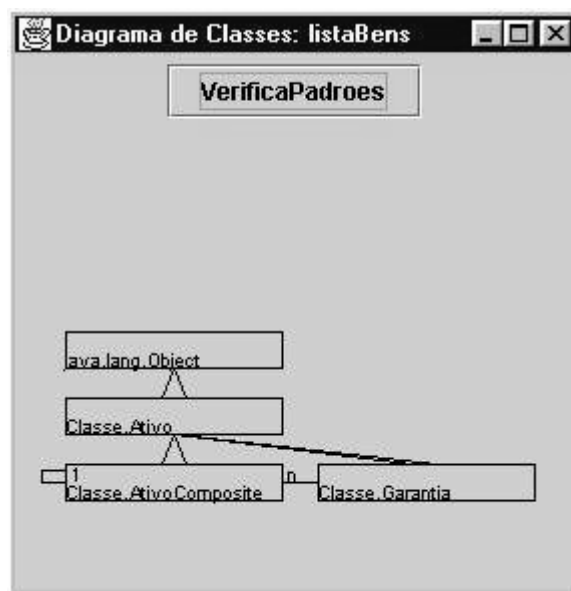 Diagrama de Classes: listaBens
VerificaPadroes
ava.lang.Object
Classe.Ativo
1
Classe.AtivoComposite
n
Classe.Garantia